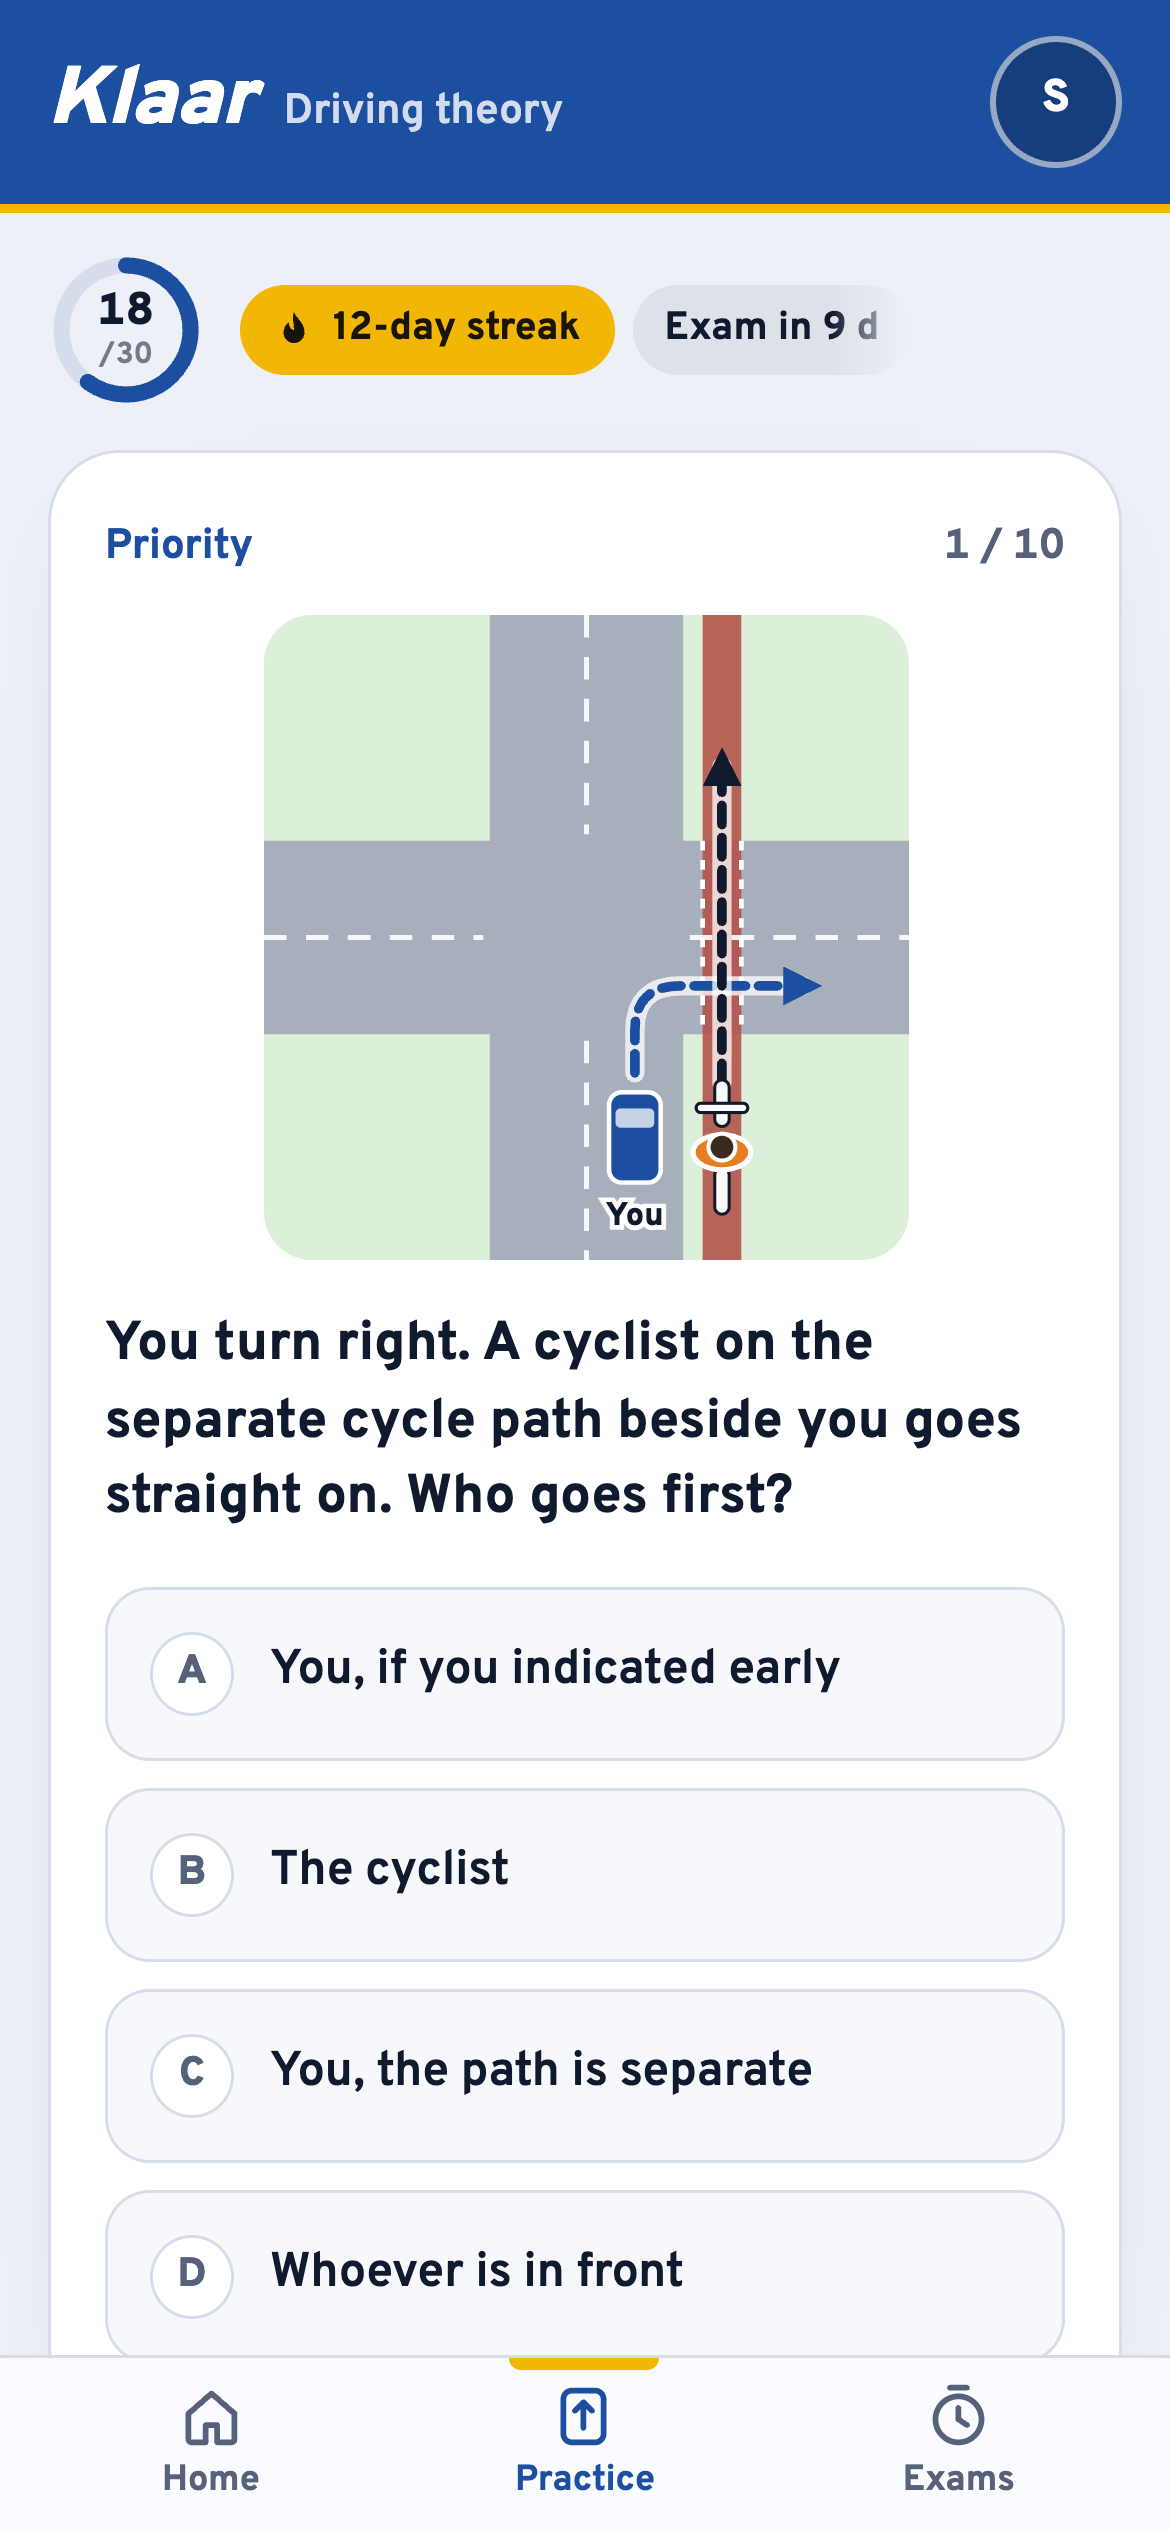 Klaar Driving theory
S
18
/30
12-day streak
Exam in 9 d
Priority
1 / 10
You
You turn right. A cyclist on the
separate cycle path beside you goes
straight on. Who goes first?
A You, if you indicated early
B The cyclist
C You, the path is separate
D Whoever is in front
Home
Practice
Exams